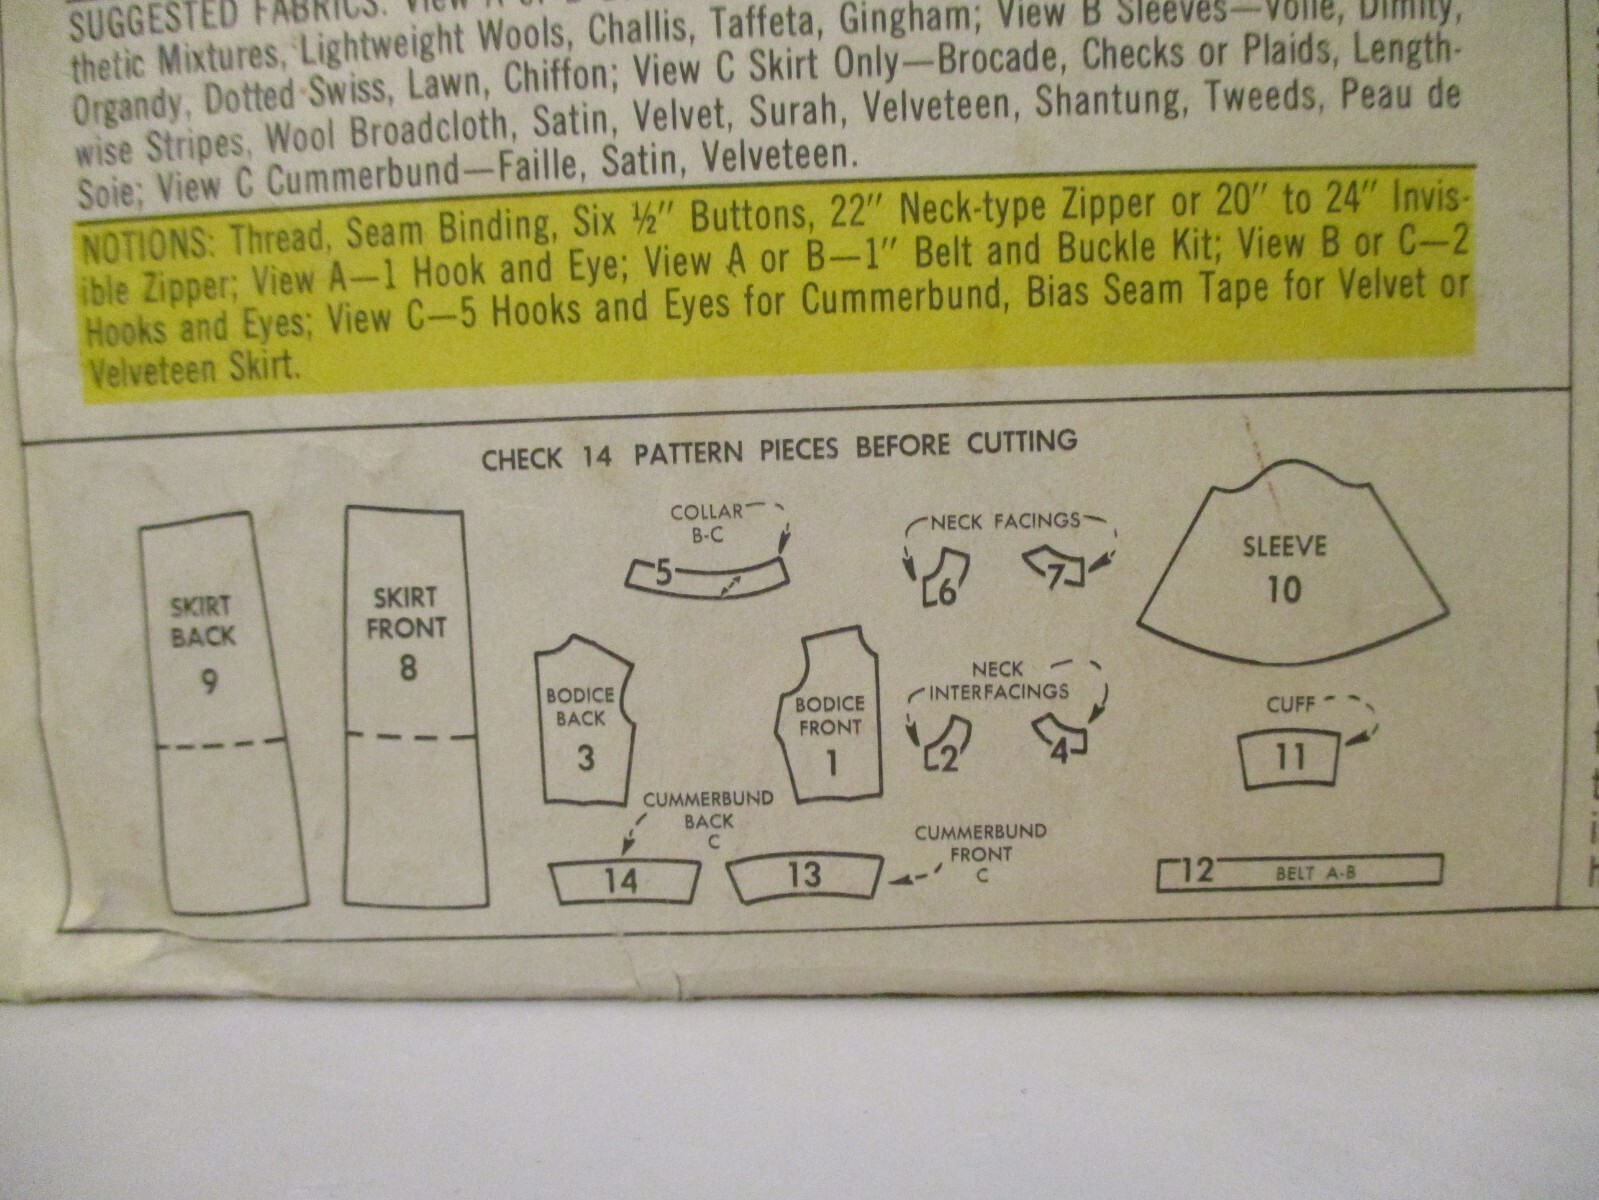 SUGGESTED FABRICS: View A or B
thetic Mixtures, Lightweight Wools, Challis, Taffeta, Gingham; View B Sleeves—Voile, Dimity,
Organdy, Dotted Swiss, Lawn, Chiffon; View C Skirt Only—Brocade, Checks or Plaids, Length-
wise Stripes, Wool Broadcloth, Satin, Velvet, Surah, Velveteen, Shantung, Tweeds, Peau de
Soie; View C Cummerbund—Faille, Satin, Velveteen.
NOTIONS: Thread, Seam Binding, Six ½" Buttons, 22" Neck-type Zipper or 20" to 24" Invis-
ible Zipper; View A—1 Hook and Eye; View A or B—1" Belt and Buckle Kit; View B or C—2
Hooks and Eyes; View C—5 Hooks and Eyes for Cummerbund, Bias Seam Tape for Velvet or
Velveteen Skirt.
CHECK 14 PATTERN PIECES BEFORE CUTTING
SKIRT
BACK
9
SKIRT
FRONT
8
COLLAR
B-C
5
NECK FACINGS
6
7
SLEEVE
10
BODICE
BACK
3
BODICE
FRONT
1
NECK
INTERFACINGS
2
4
CUFF
11
CUMMERBUND
BACK
C
14
13
CUMMERBUND
FRONT
C
12 BELT A-B